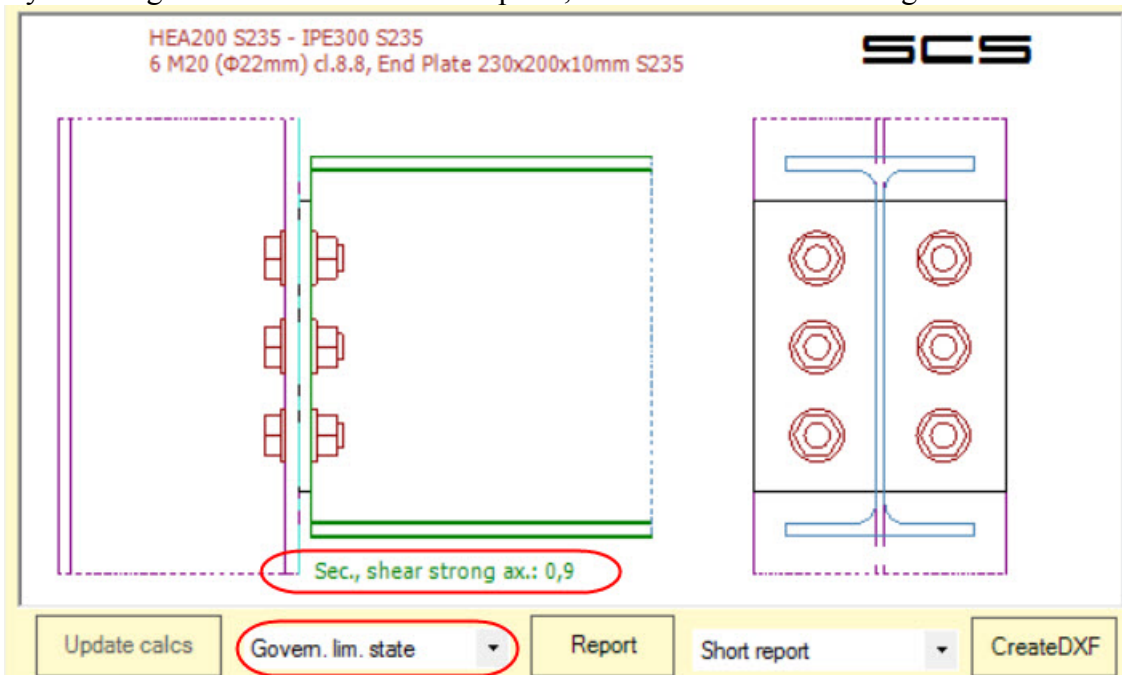 HEA200 S235 - IPE300 S235
6 M20 (Φ22mm) cl.8.8, End Plate 230x200x10mm S235
SCS
Sec., shear strong ax.: 0,9
Update calcs
Govern. lim. state
Report
Short report
CreateDXF